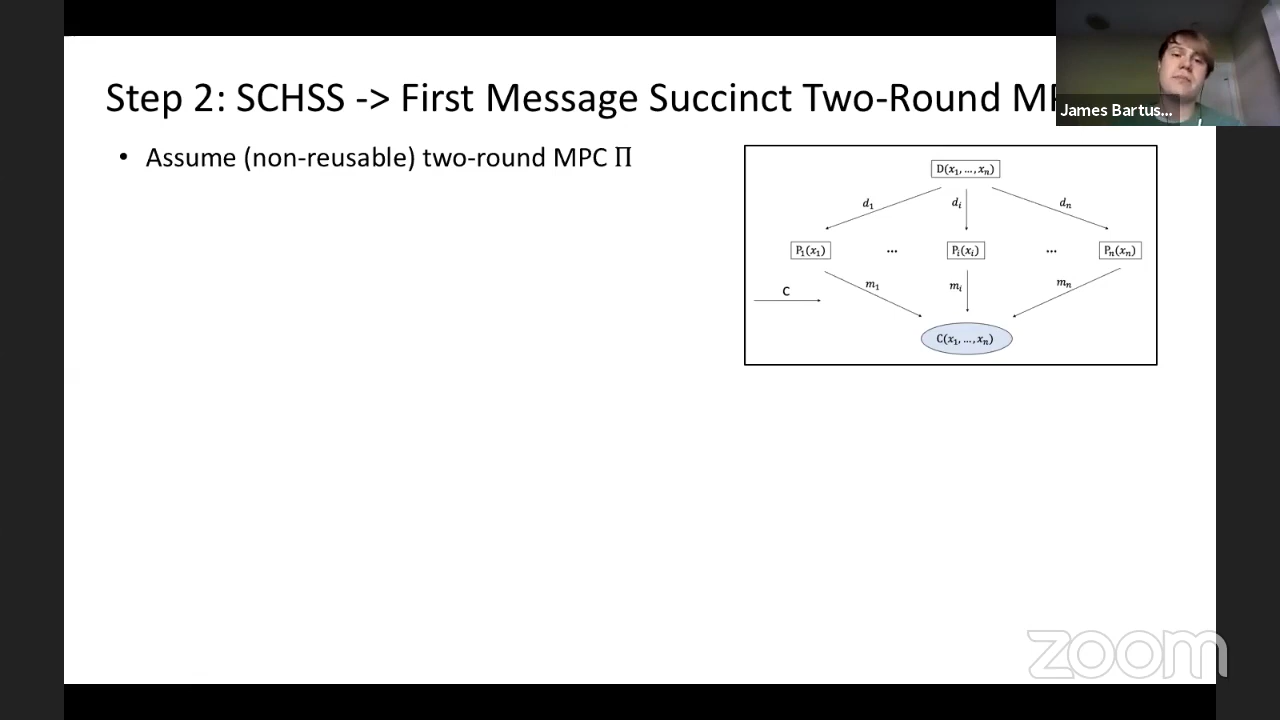 Step 2: SCHSS -> First Message Succinct Two-Round
James Bartus...
• Assume (non-reusable) two-round MPC Π
D(x₁,...,xₙ)
d₁ dᵢ dₙ
P₁(x₁) ... Pᵢ(xᵢ) ... Pₙ(xₙ)
C m₁ mᵢ mₙ
C(x₁,...,xₙ)
zoom